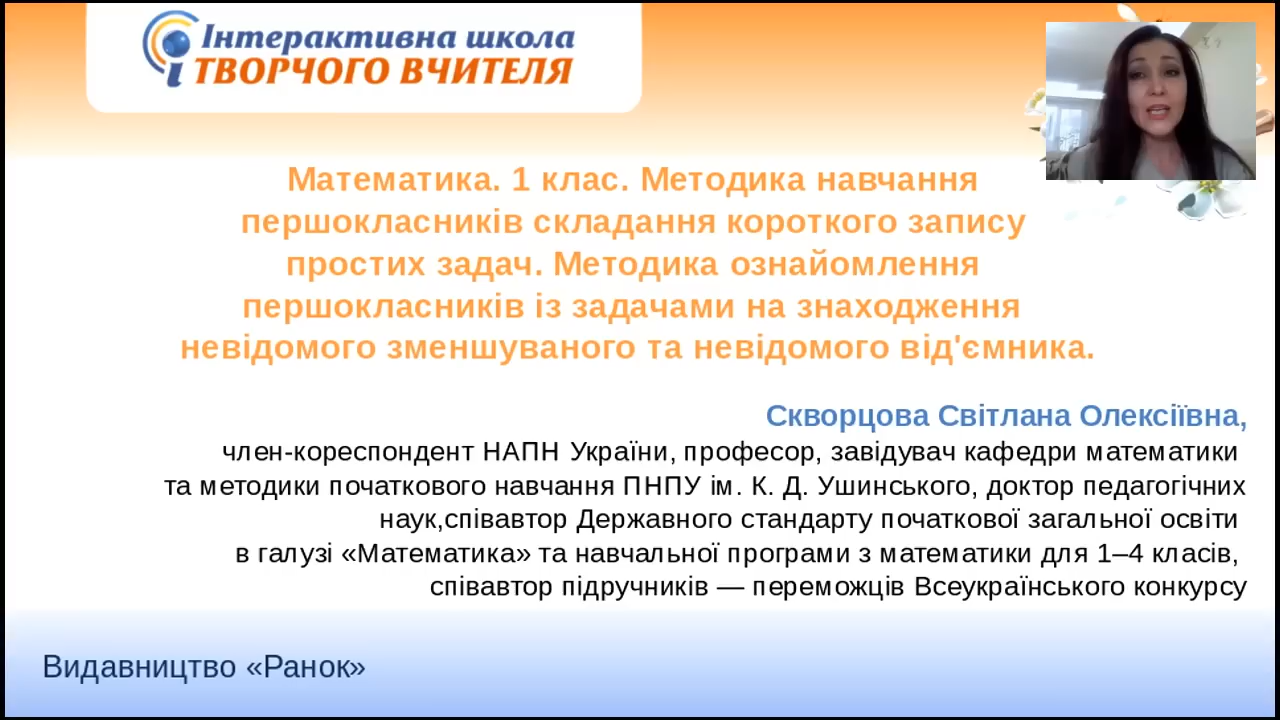 Інтерактивна школа
ТВОРЧОГО ВЧИТЕЛЯ
Математика. 1 клас. Методика навчання
першокласників складання короткого запису
простих задач. Методика ознайомлення
першокласників із задачами на знаходження
невідомого зменшуваного та невідомого від'ємника.
Скворцова Світлана Олексіївна,
член-кореспондент НАПН України, професор, завідувач кафедри математики
та методики початкового навчання ПНПУ ім. К. Д. Ушинського, доктор педагогічних
наук,співавтор Державного стандарту початкової загальної освіти
в галузі «Математика» та навчальної програми з математики для 1–4 класів,
співавтор підручників — переможців Всеукраїнського конкурсу
Видавництво «Ранок»